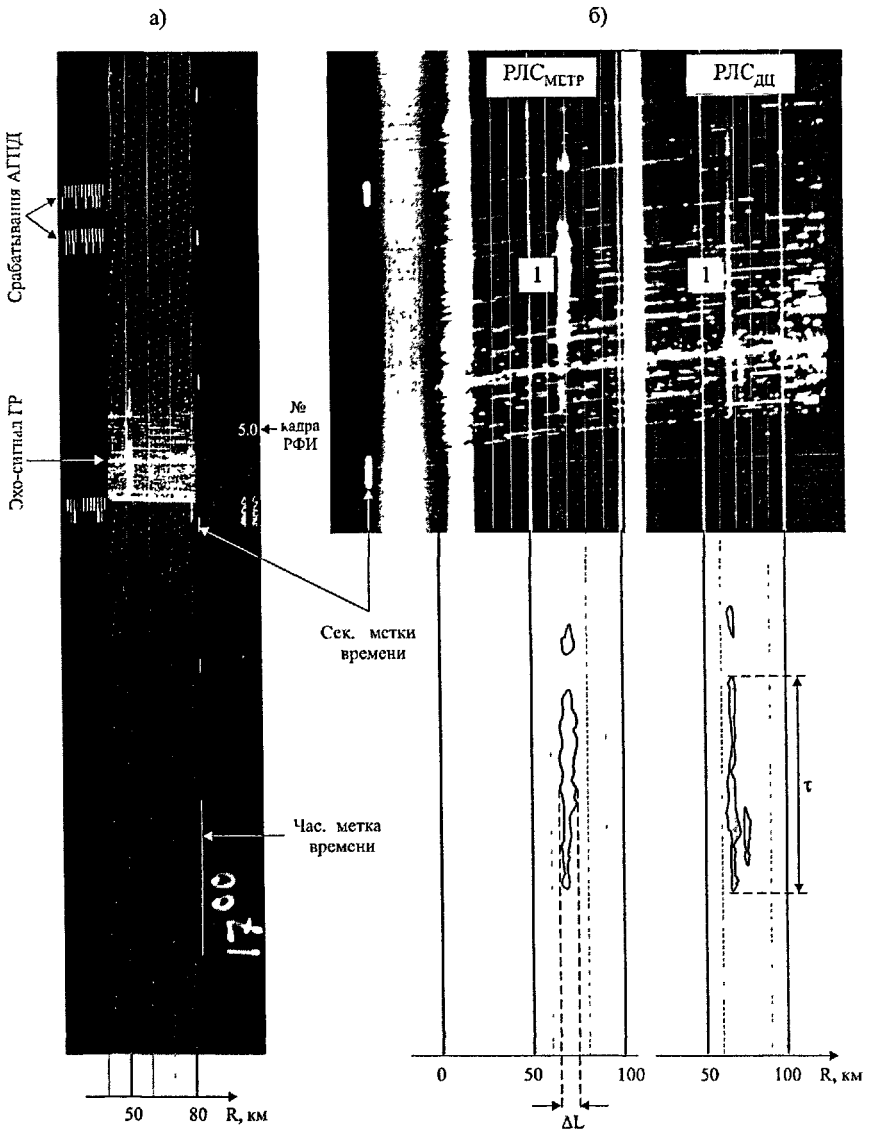 а)
б)
РЛС МЕТР
РЛС ДЦ
Срабатывания АГПД
1
1
Эхо-сигнал ГР
№
5.0
кадра
РФИ
Сек. метки
времени
τ
Час. метка
времени
17 00
50
80
R, км
0
50
100
50
100
R, км
ΔL